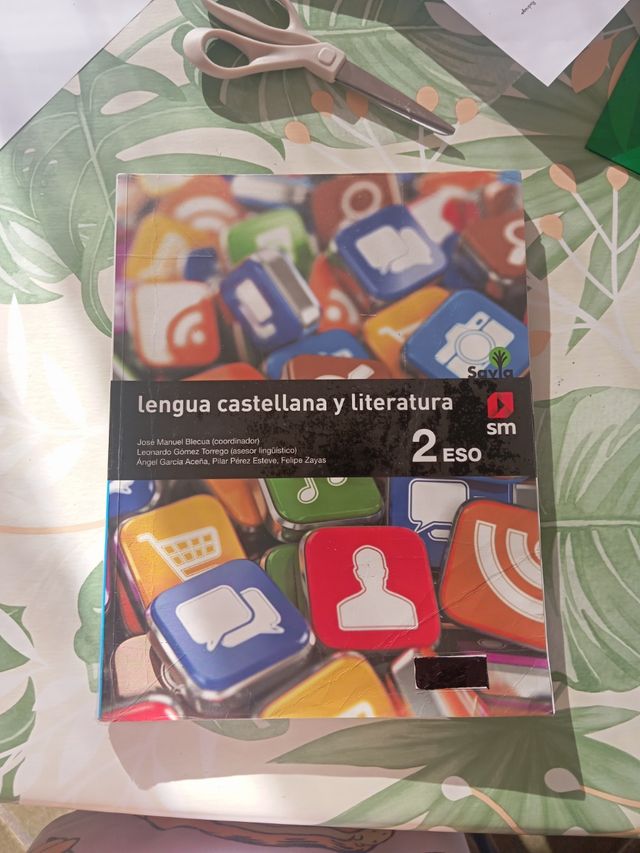 Savia
lengua castellana y literatura
sm
José Manuel Blecua (coordinador)
Leonardo Gómez Torrego (asesor lingüístico)
Ángel García Aceña, Pilar Pérez Esteve, Felipe Zayas
2 ESO